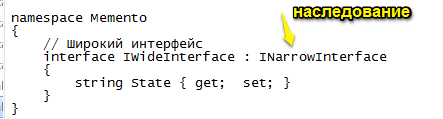 наследование
namespace Memento
{
// Широкий интерфейс
interface IWideInterface : INarrowInterface
{
string State { get; set; }
}
}